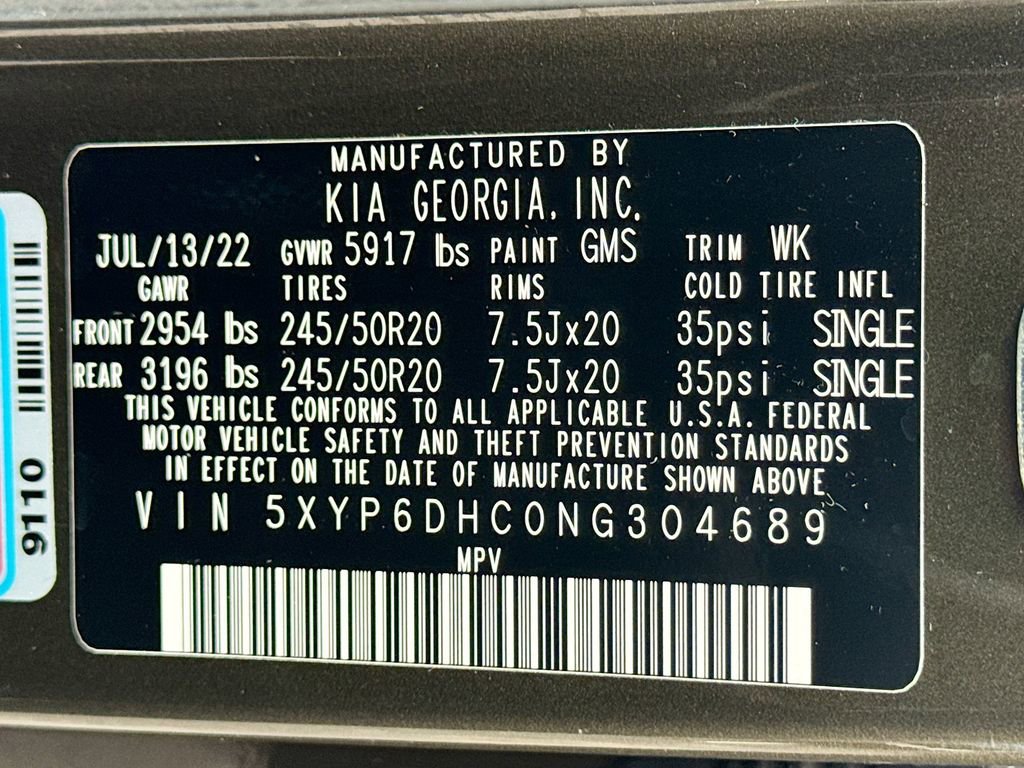 MANUFACTURED BY
KIA GEORGIA, INC.
JUL/13/22 GVWR 5917 lbs PAINT GMS TRIM WK
GAWR TIRES RIMS COLD TIRE INFL
FRONT 2954 lbs 245/50R20 7.5Jx20 35psi SINGLE
REAR 3196 lbs 245/50R20 7.5Jx20 35psi SINGLE
THIS VEHICLE CONFORMS TO ALL APPLICABLE U.S.A. FEDERAL
MOTOR VEHICLE SAFETY AND THEFT PREVENTION STANDARDS
IN EFFECT ON THE DATE OF MANUFACTURE SHOWN ABOVE
VIN 5XYP6DHC0NG304689
MPV
9110